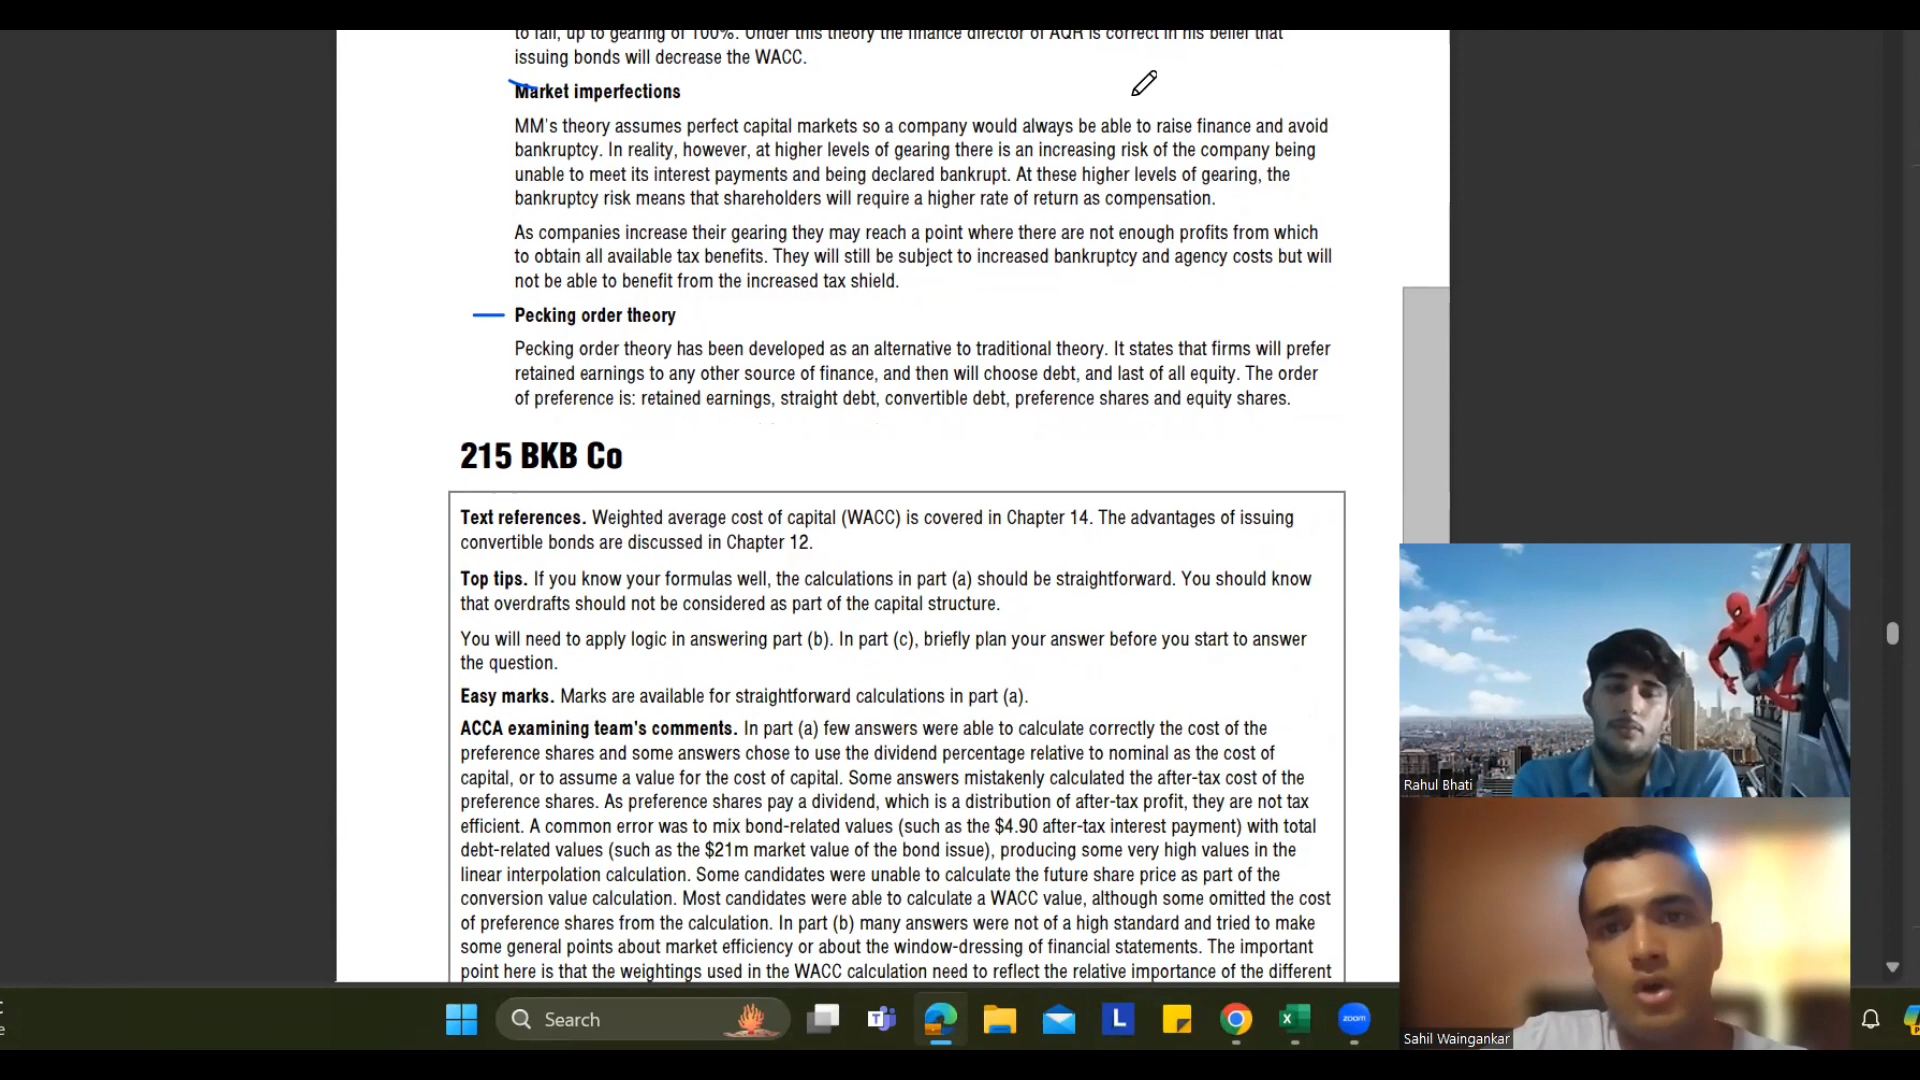 to fall, up to gearing of 100%. Under this theory the finance director of AQR is correct in his belief that
issuing bonds will decrease the WACC.
Market imperfections
MM's theory assumes perfect capital markets so a company would always be able to raise finance and avoid
bankruptcy. In reality, however, at higher levels of gearing there is an increasing risk of the company being
unable to meet its interest payments and being declared bankrupt. At these higher levels of gearing, the
bankruptcy risk means that shareholders will require a higher rate of return as compensation.
As companies increase their gearing they may reach a point where there are not enough profits from which
to obtain all available tax benefits. They will still be subject to increased bankruptcy and agency costs but will
not be able to benefit from the increased tax shield.
Pecking order theory
Pecking order theory has been developed as an alternative to traditional theory. It states that firms will prefer
retained earnings to any other source of finance, and then will choose debt, and last of all equity. The order
of preference is: retained earnings, straight debt, convertible debt, preference shares and equity shares.
215 BKB Co
Text references. Weighted average cost of capital (WACC) is covered in Chapter 14. The advantages of issuing
convertible bonds are discussed in Chapter 12.
Top tips. If you know your formulas well, the calculations in part (a) should be straightforward. You should know
that overdrafts should not be considered as part of the capital structure.
You will need to apply logic in answering part (b). In part (c), briefly plan your answer before you start to answer
the question.
Easy marks. Marks are available for straightforward calculations in part (a).
ACCA examining team's comments. In part (a) few answers were able to calculate correctly the cost of the
preference shares and some answers chose to use the dividend percentage relative to nominal as the cost of
capital, or to assume a value for the cost of capital. Some answers mistakenly calculated the after-tax cost of the
preference shares. As preference shares pay a dividend, which is a distribution of after-tax profit, they are not tax
efficient. A common error was to mix bond-related values (such as the $4.90 after-tax interest payment) with total
debt-related values (such as the $21m market value of the bond issue), producing some very high values in the
linear interpolation calculation. Some candidates were unable to calculate the future share price as part of the
conversion value calculation. Most candidates were able to calculate a WACC value, although some omitted the cost
of preference shares from the calculation. In part (b) many answers were not of a high standard and tried to make
some general points about market efficiency or about the window-dressing of financial statements. The important
point here is that the weightings used in the WACC calculation need to reflect the relative importance of the different
Rahul Bhati
Sahil Waingankar
Search
T
L
X
zoom